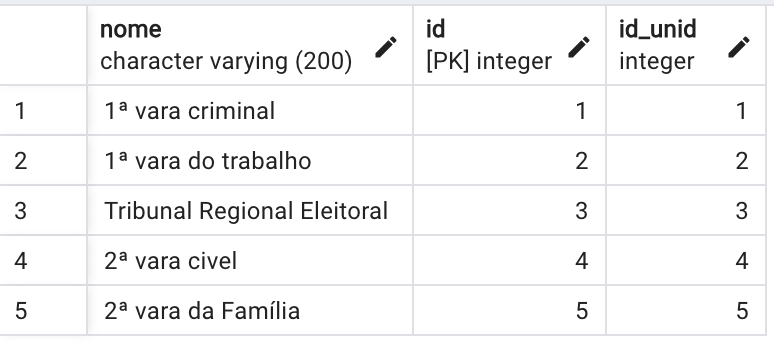 nome id id_unid
character varying (200) [PK] integer integer
1 1ª vara criminal 1 1
2 1ª vara do trabalho 2 2
3 Tribunal Regional Eleitoral 3 3
4 2ª vara civel 4 4
5 2ª vara da Família 5 5